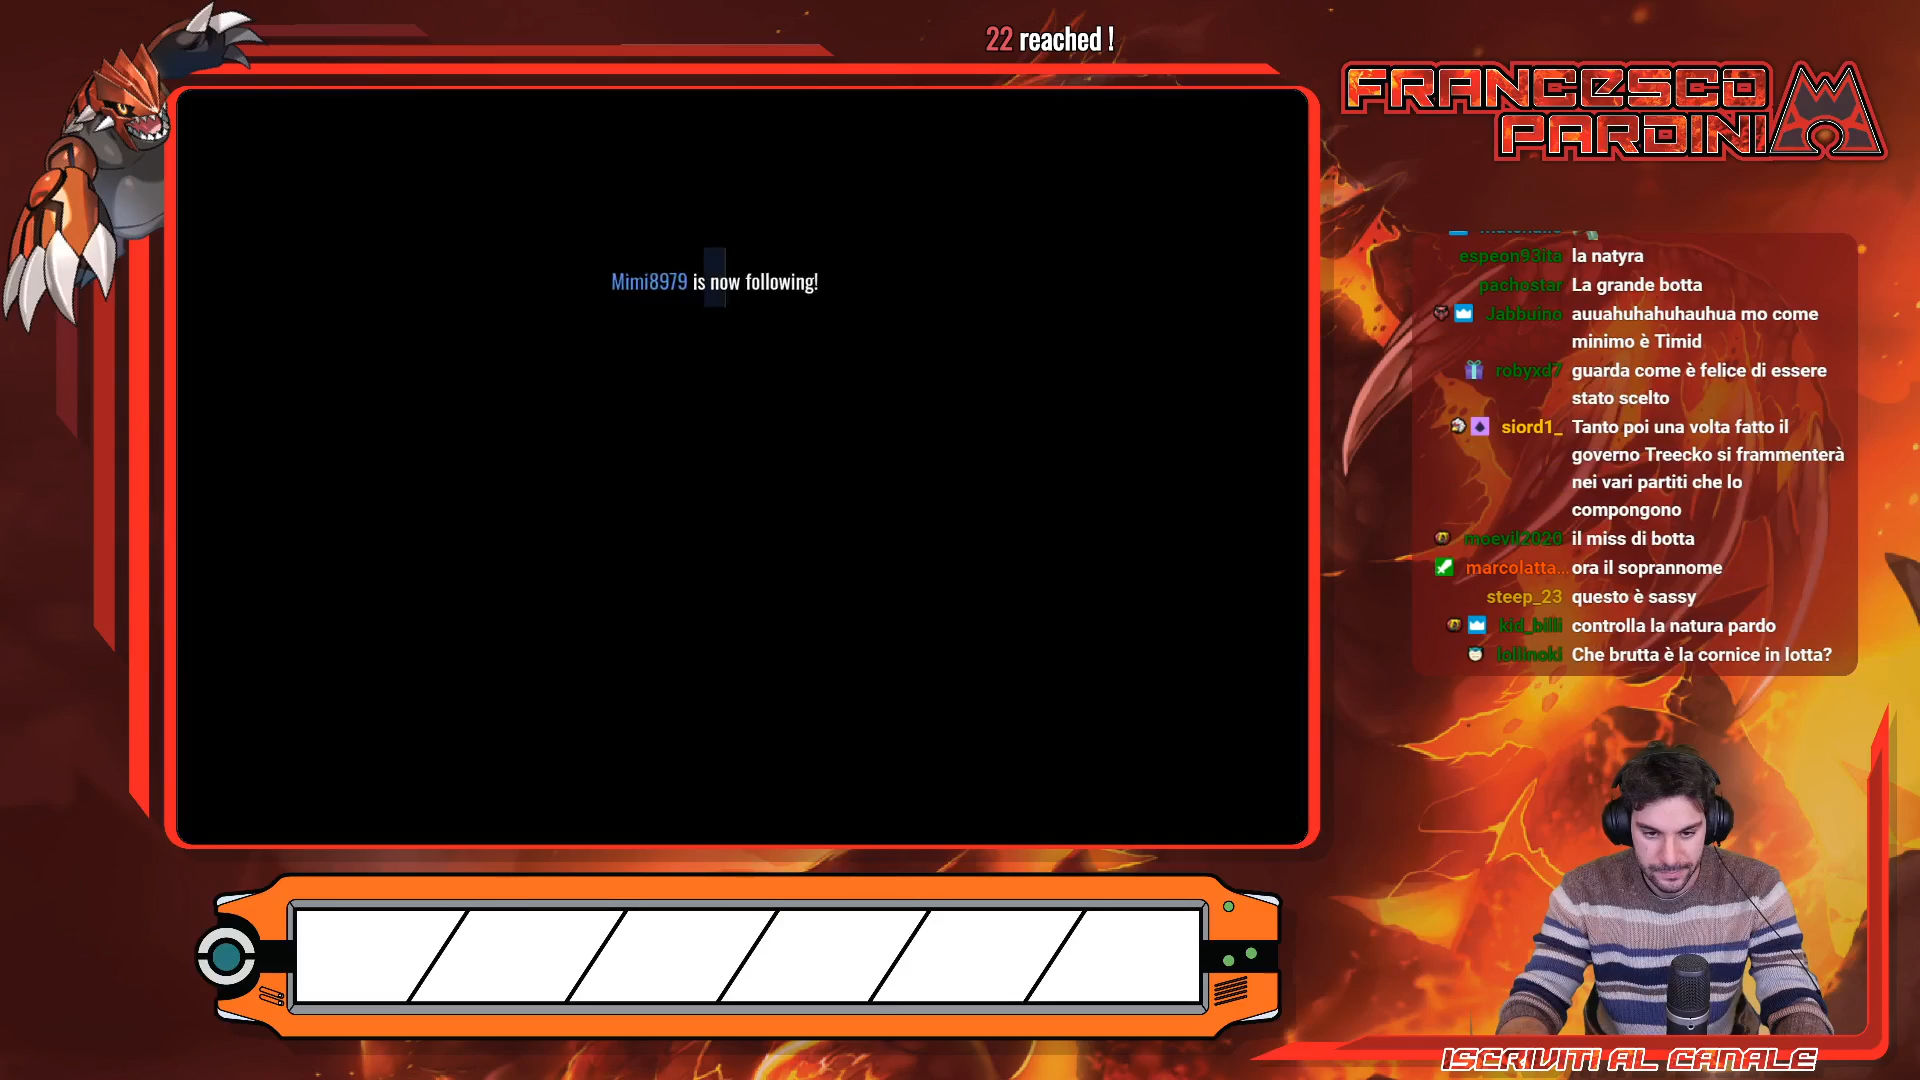 22 reached !
FRANCESCO
PARDINI
Mimi8979 is now following!
espeon93ita la natyra
pachostar La grande botta
Jabbuino auuahuhahuhauhua mo come
minimo è Timid
robyxd7 guarda come è felice di essere
stato scelto
siord1_ Tanto poi una volta fatto il
governo Treecko si frammenterà
nei vari partiti che lo
compongono
moevil2020 il miss di botta
marcolatta... ora il soprannome
steep_23 questo è sassy
kid_billi controlla la natura pardo
lollinoki Che brutta è la cornice in lotta?
ISCRIVITI AL CANALE